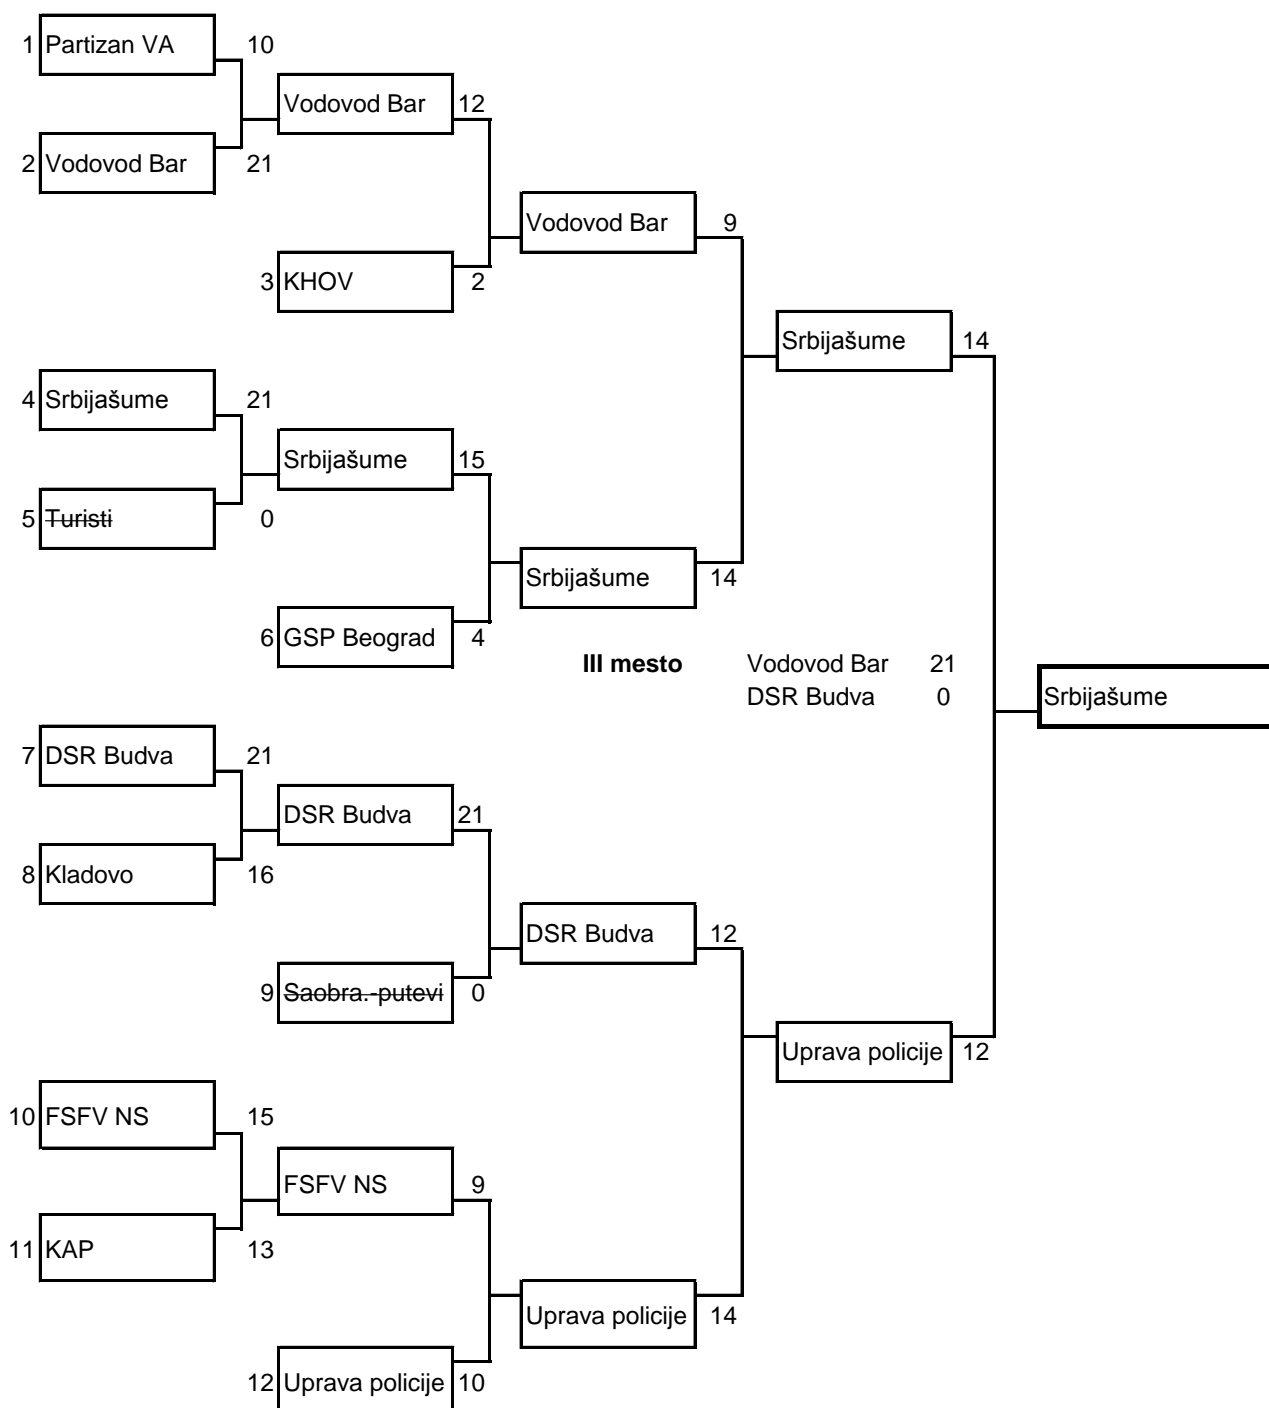 1 Partizan VA 10
Vodovod Bar 12
2 Vodovod Bar 21
Vodovod Bar 9
3 KHOV 2
Srbijašume 14
4 Srbijašume 21
Srbijašume 15
5 Turisti 0
Srbijašume 14
6 GSP Beograd 4
III mesto Vodovod Bar 21
DSR Budva 0
Srbijašume
7 DSR Budva 21
DSR Budva 21
8 Kladovo 16
DSR Budva 12
9 Saobra.-putevi 0
Uprava policije 12
10 FSFV NS 15
FSFV NS 9
11 KAP 13
Uprava policije 14
12 Uprava policije 10